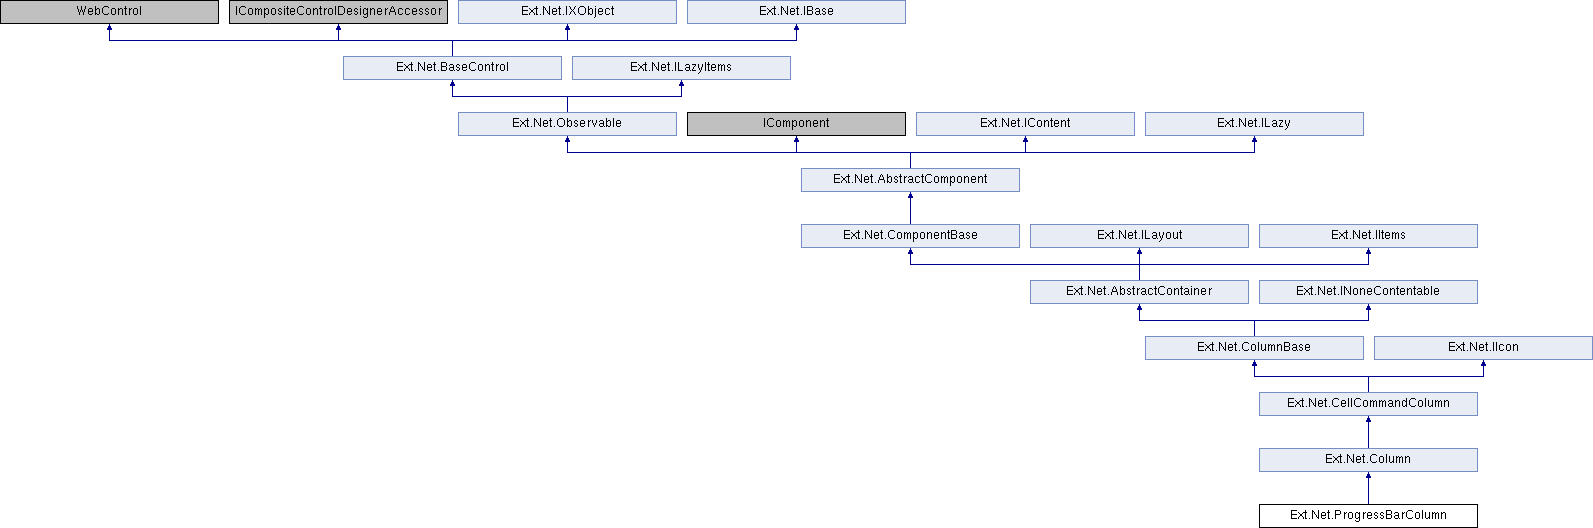 WebControl
ICompositeControlDesignerAccessor
Ext.Net.IXObject
Ext.Net.IBase
Ext.Net.BaseControl
Ext.Net.ILazyItems
Ext.Net.Observable
IComponent
Ext.Net.IContent
Ext.Net.ILazy
Ext.Net.AbstractComponent
Ext.Net.ComponentBase
Ext.Net.ILayout
Ext.Net.IItems
Ext.Net.AbstractContainer
Ext.Net.INoneContentable
Ext.Net.ColumnBase
Ext.Net.IIcon
Ext.Net.CellCommandColumn
Ext.Net.Column
Ext.Net.ProgressBarColumn